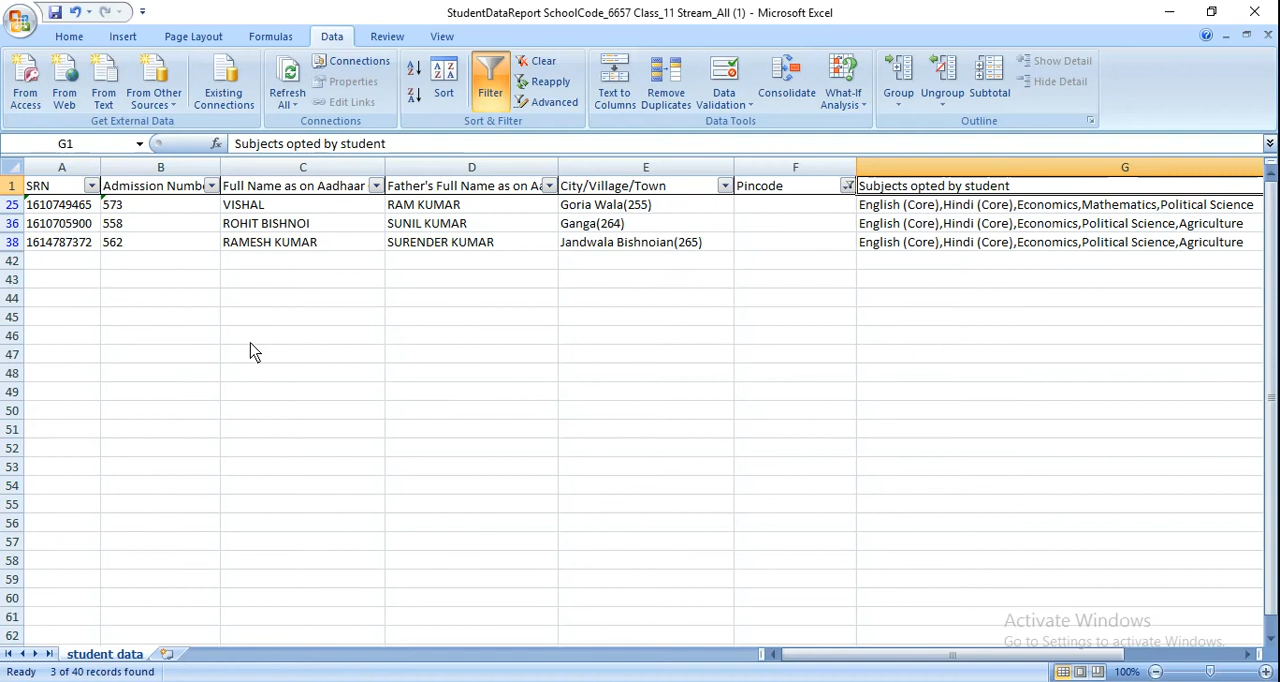 StudentDataReport SchoolCode_6657 Class_11 Stream_All (1) - Microsoft Excel
Home Insert Page Layout Formulas Data Review View
From Access From Web From Text From Other Sources Existing Connections Refresh All Connections Properties Edit Links Sort Filter Clear Reapply Advanced Text to Columns Remove Duplicates Data Validation Consolidate What-If Analysis Group Ungroup Subtotal Show Detail Hide Detail
Get External Data Connections Sort & Filter Data Tools Outline
G1 fx Subjects opted by student
A B C D E F G
1 SRN Admission Numb Full Name as on Aadhaar Father's Full Name as on Aa City/Village/Town Pincode Subjects opted by student
25 1610749465 573 VISHAL RAM KUMAR Goria Wala(255) English (Core),Hindi (Core),Economics,Mathematics,Political Science
36 1610705900 558 ROHIT BISHNOI SUNIL KUMAR Ganga(264) English (Core),Hindi (Core),Economics,Political Science,Agriculture
38 1614787372 562 RAMESH KUMAR SURENDER KUMAR Jandwala Bishnoian(265) English (Core),Hindi (Core),Economics,Political Science,Agriculture
42
43
44
45
46
47
48
49
50
51
52
53
54
55
56
57
58
59
60
61
62
Activate Windows
Go to Settings to activate Windows.
student data
Ready 3 of 40 records found 100%